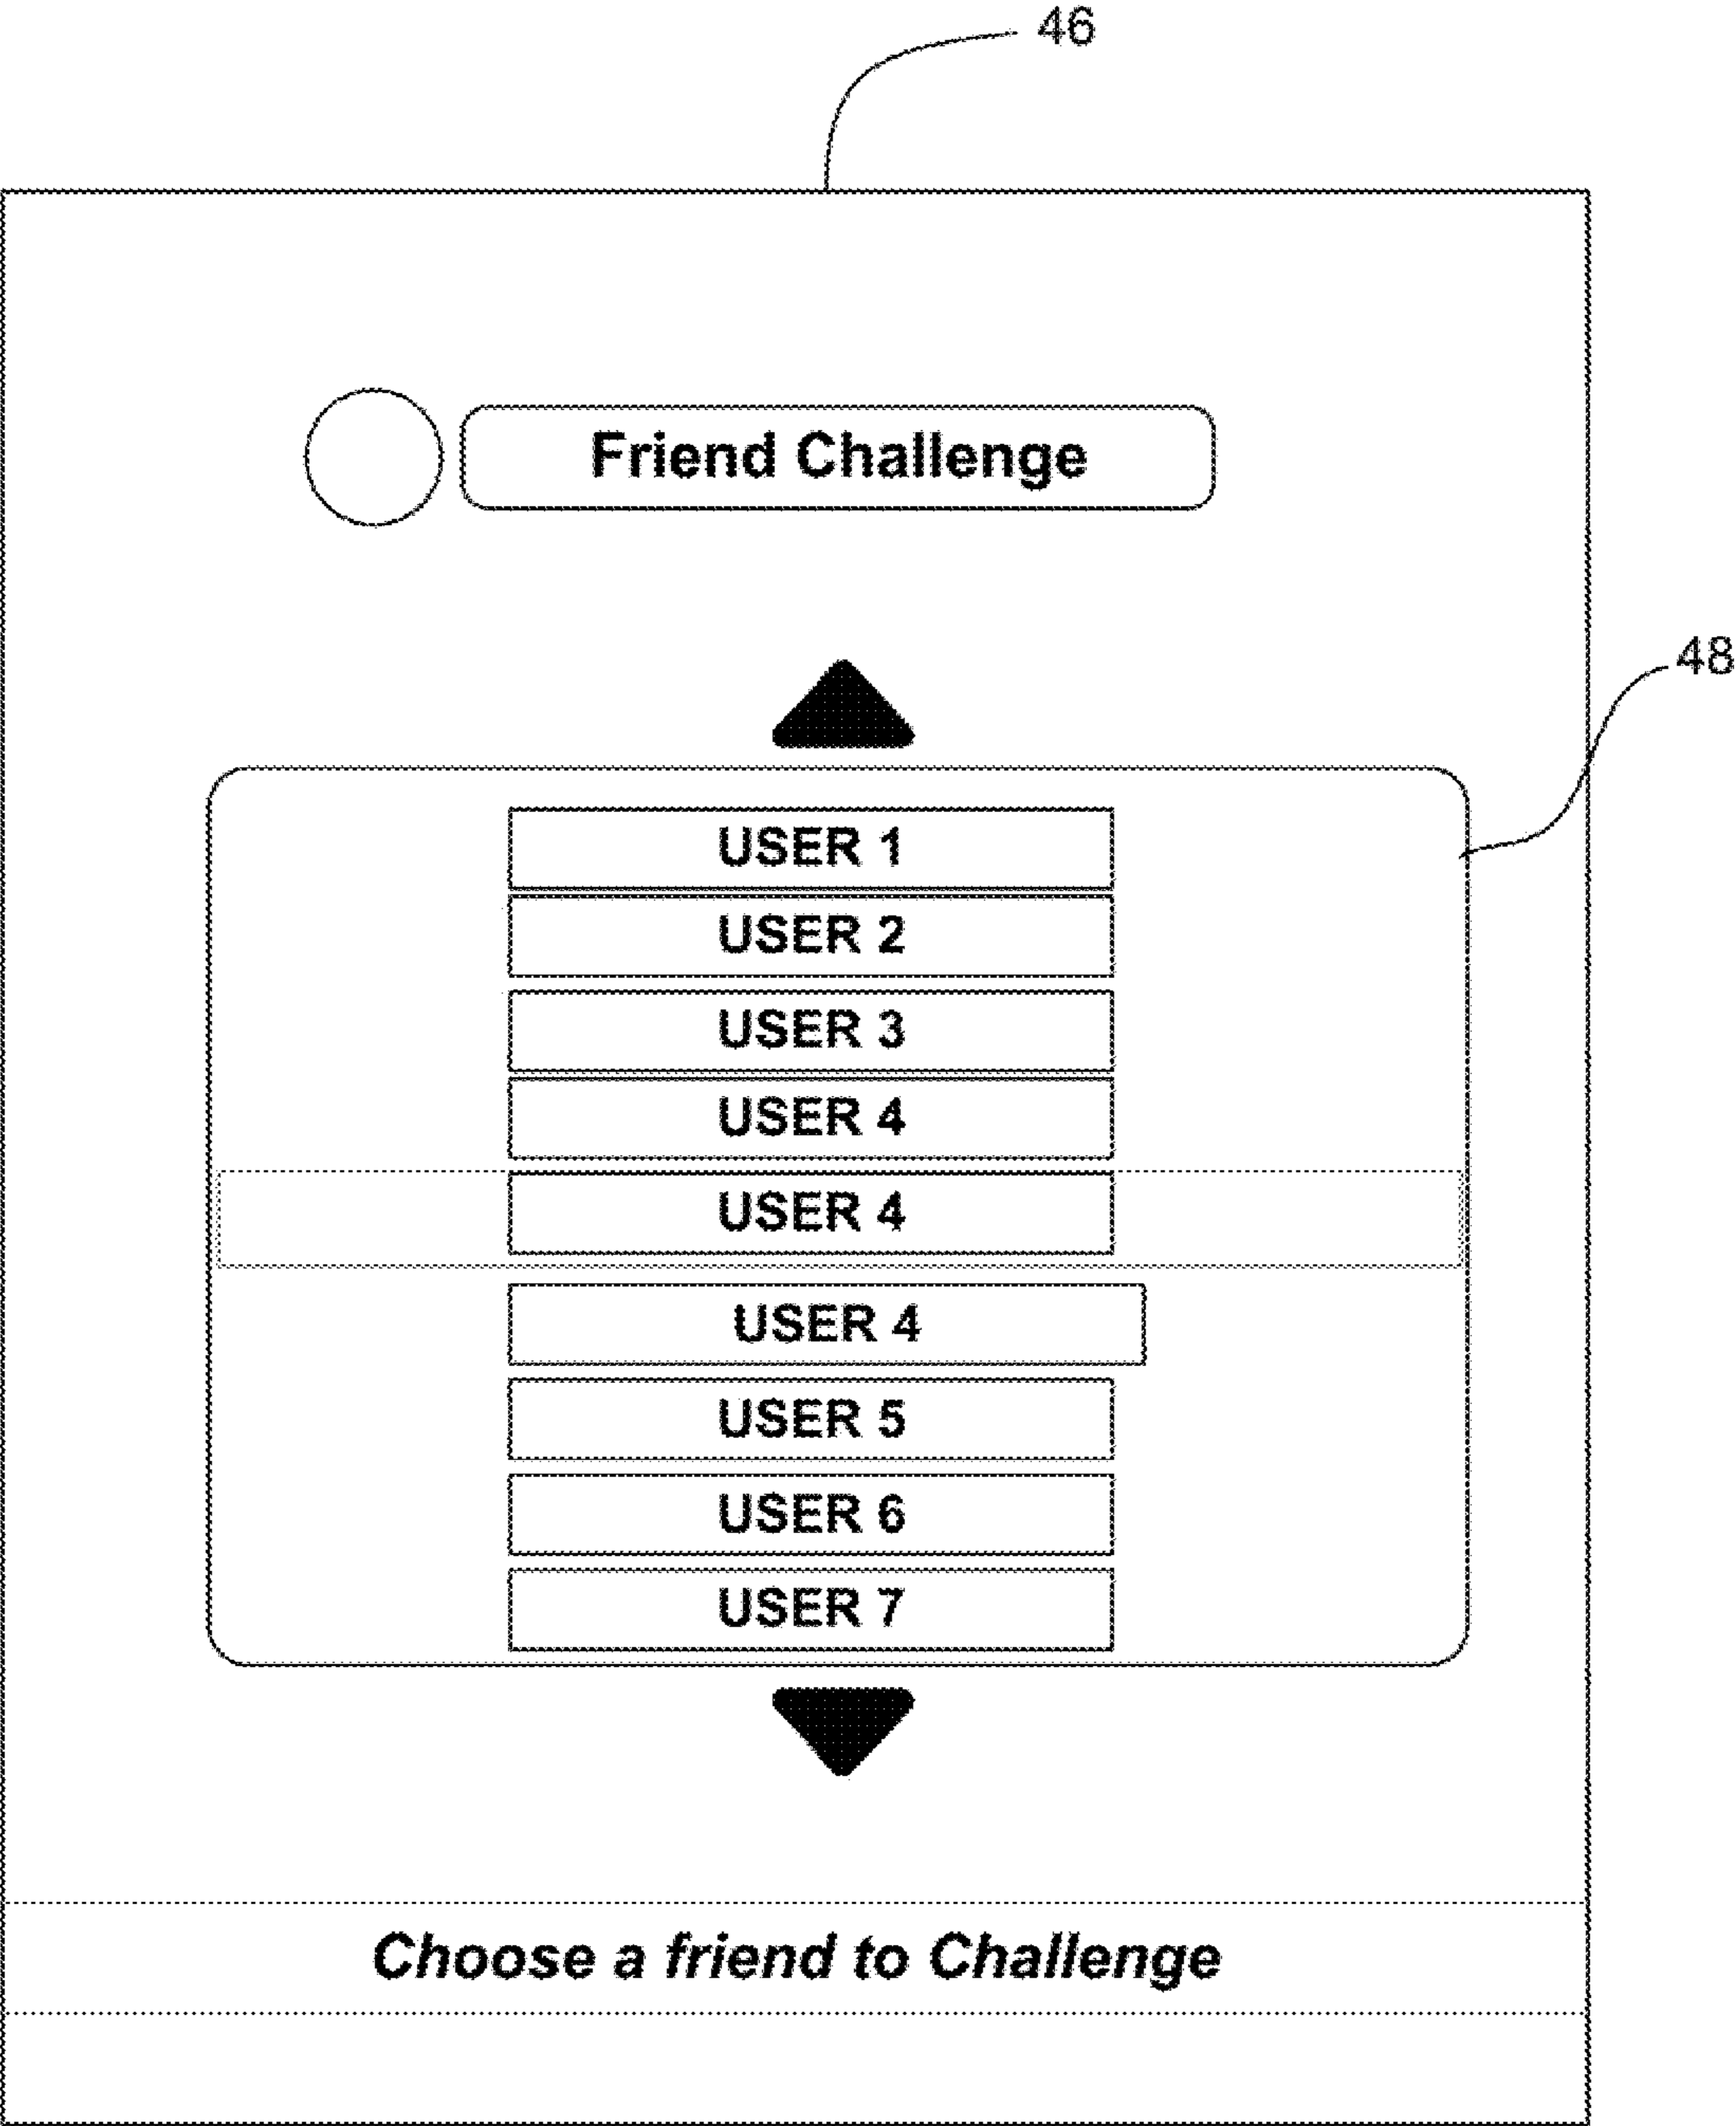 46
Friend Challenge
48
USER 1
USER 2
USER 3
USER 4
USER 4
USER 4
USER 5
USER 6
USER 7
Choose a friend to Challenge